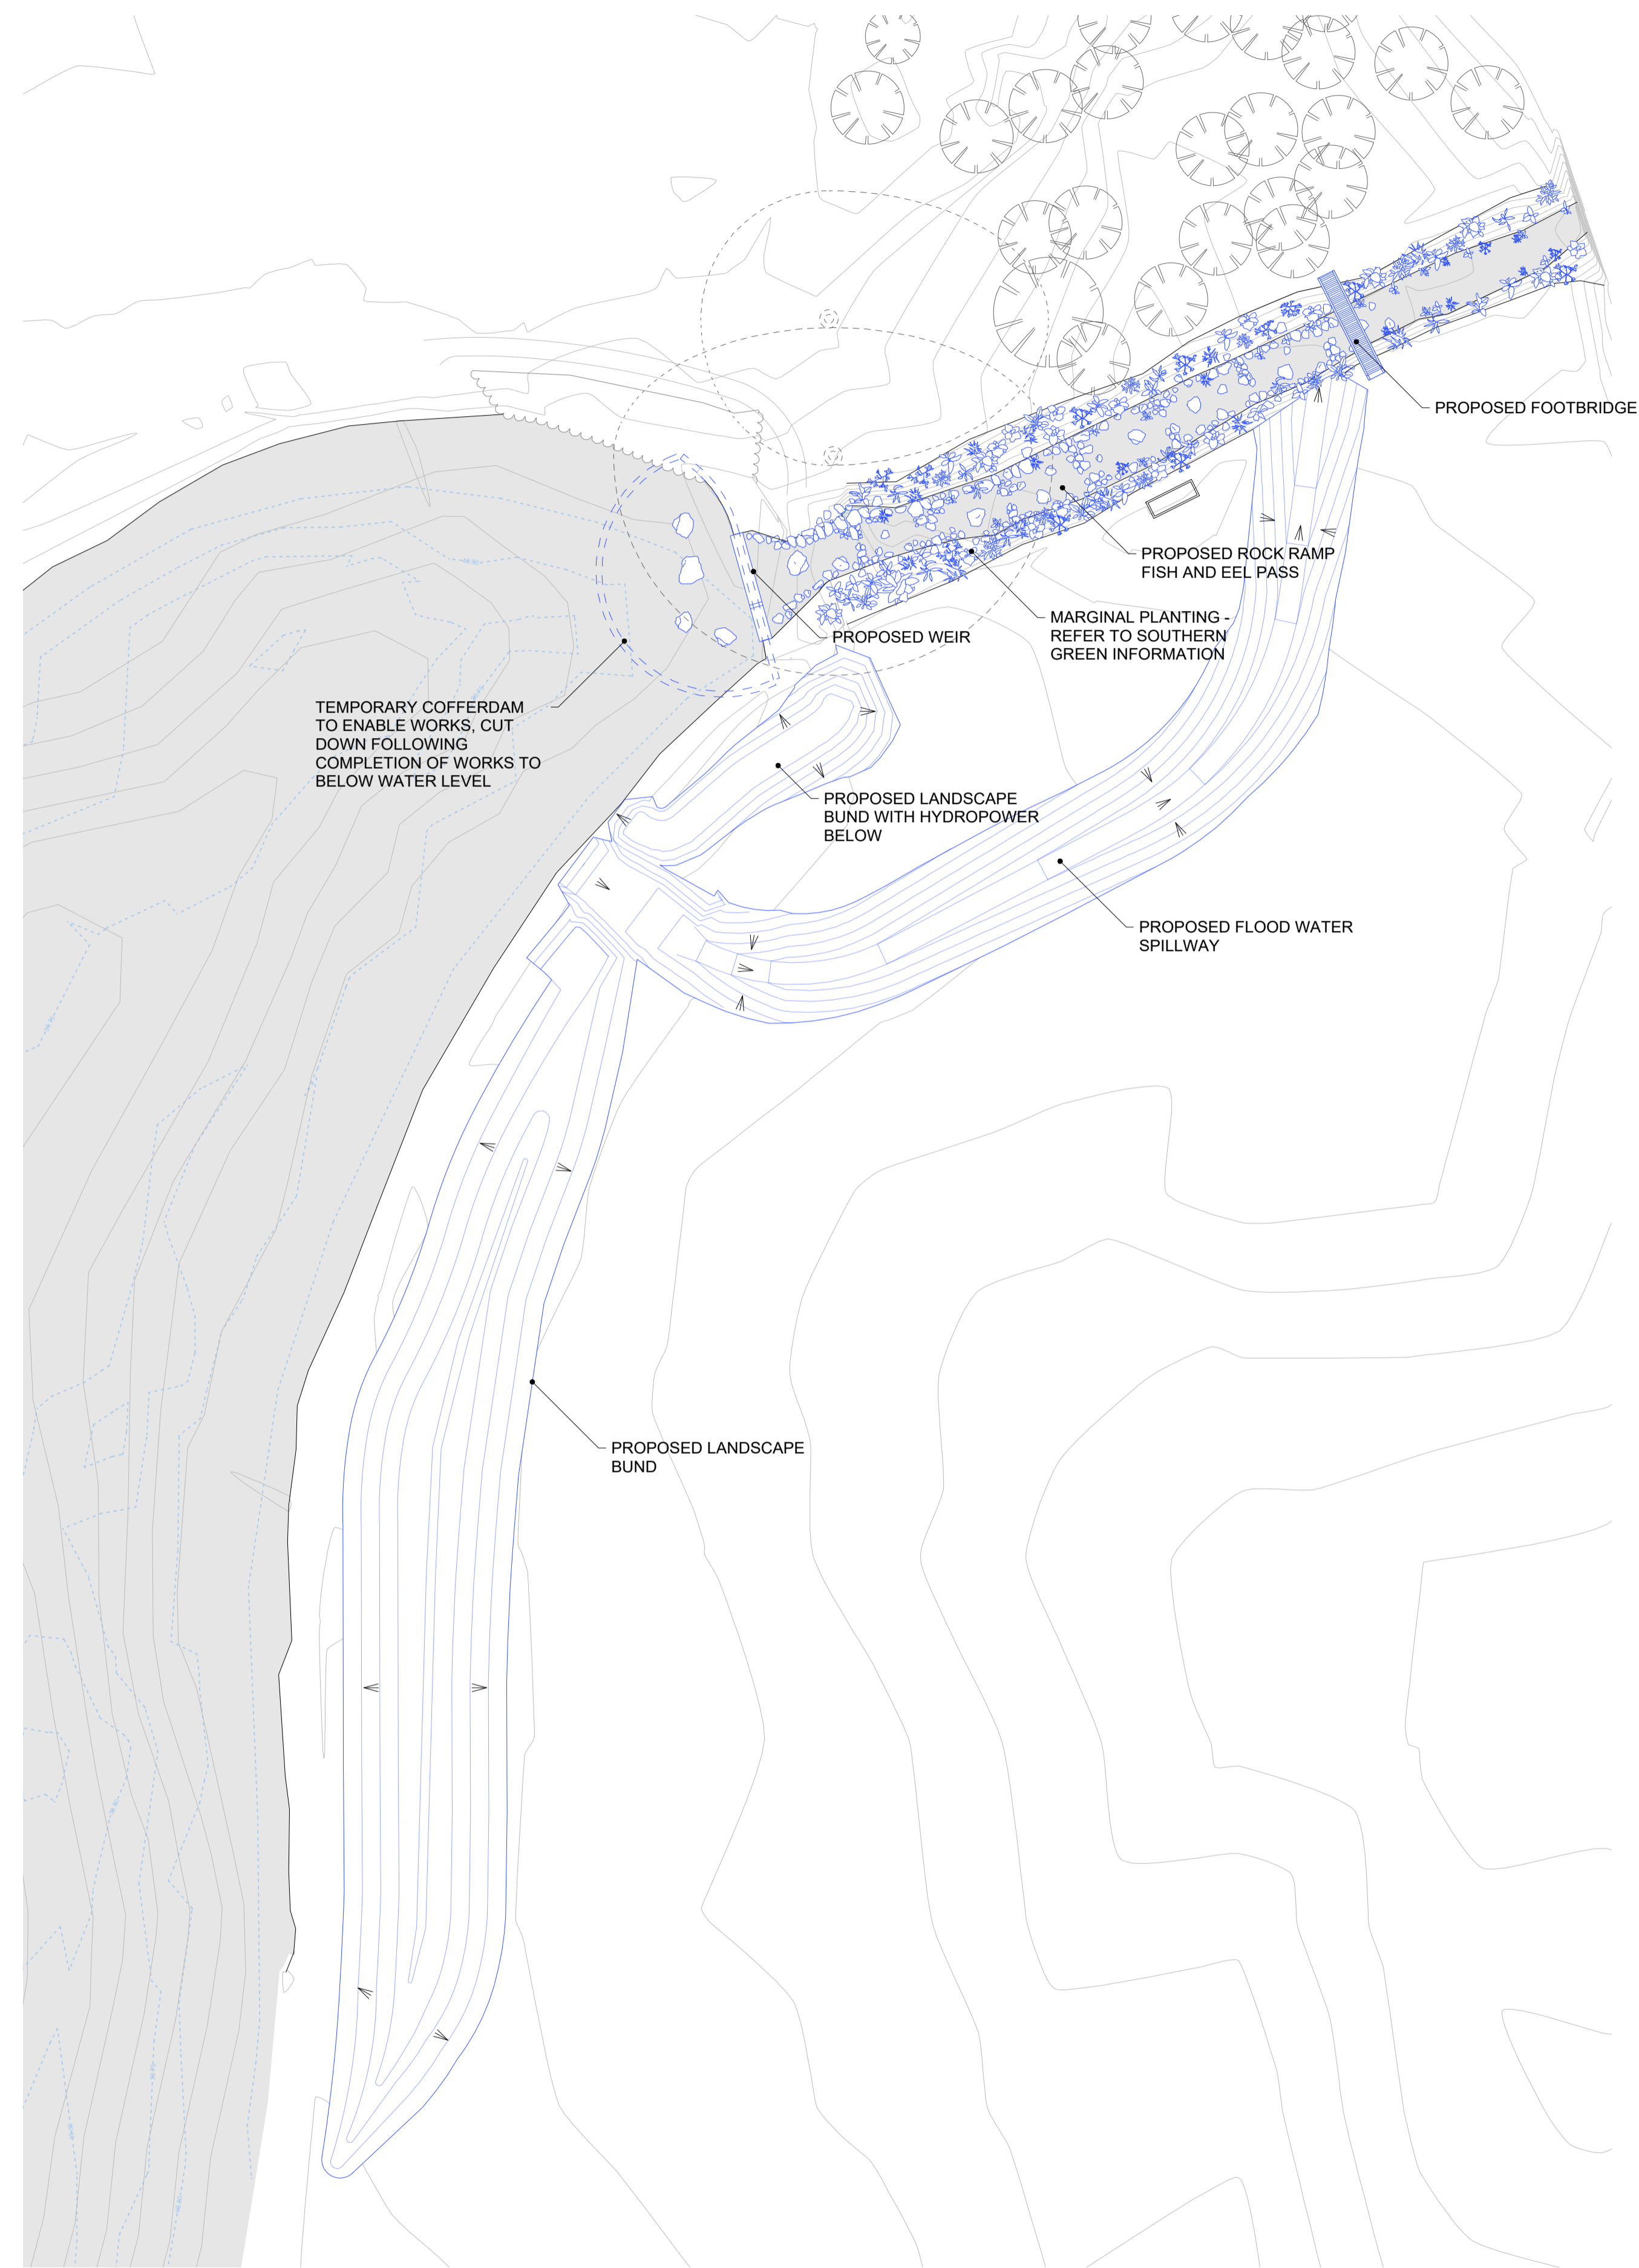 PROPOSED FOOTBRIDGE
PROPOSED ROCK RAMP
FISH AND EEL PASS
MARGINAL PLANTING -
REFER TO SOUTHERN
GREEN INFORMATION
PROPOSED WEIR
TEMPORARY COFFERDAM
TO ENABLE WORKS, CUT
DOWN FOLLOWING
COMPLETION OF WORKS TO
BELOW WATER LEVEL
PROPOSED LANDSCAPE
BUND WITH HYDROPOWER
BELOW
PROPOSED FLOOD WATER
SPILLWAY
PROPOSED LANDSCAPE
BUND